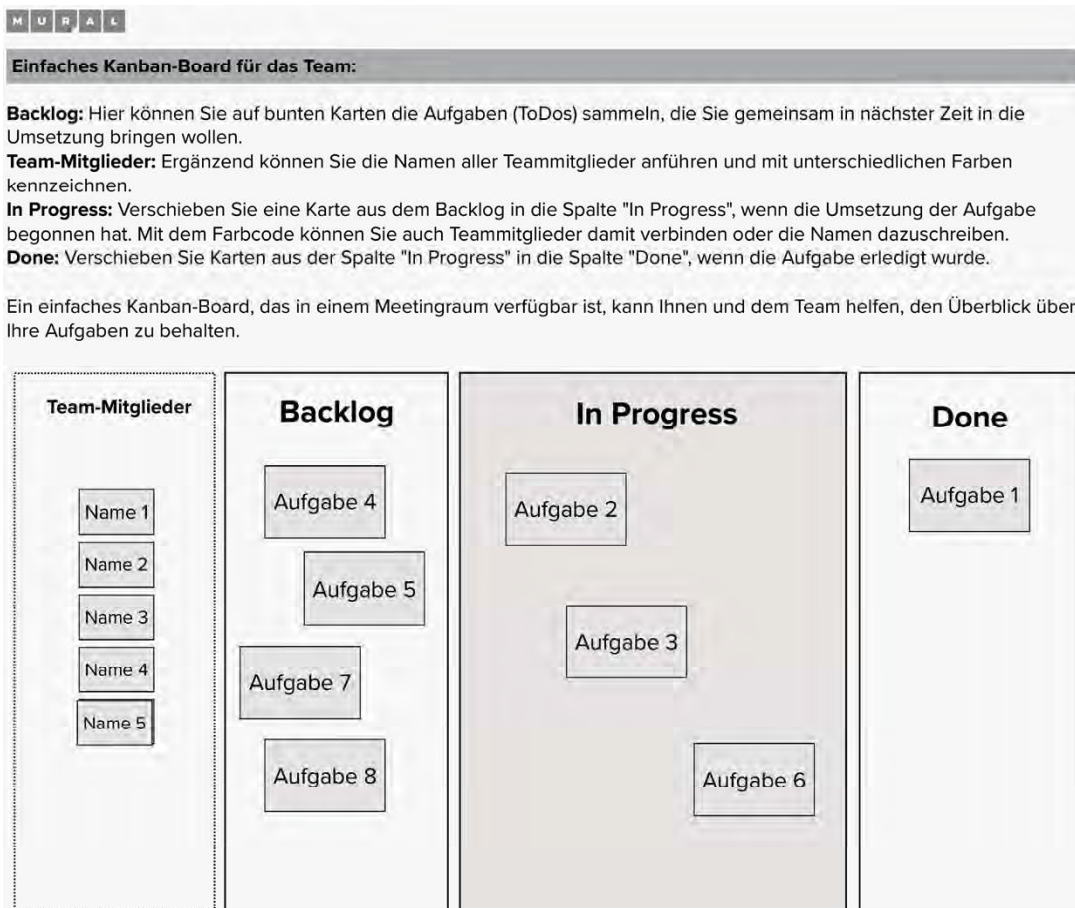 MURAL
Einfaches Kanban-Board für das Team:
Backlog: Hier können Sie auf bunten Karten die Aufgaben (ToDos) sammeln, die Sie gemeinsam in nächster Zeit in die
Umsetzung bringen wollen.
Team-Mitglieder: Ergänzend können Sie die Namen aller Teammitglieder anführen und mit unterschiedlichen Farben
kennzeichnen.
In Progress: Verschieben Sie eine Karte aus dem Backlog in die Spalte "In Progress", wenn die Umsetzung der Aufgabe
begonnen hat. Mit dem Farbcode können Sie auch Teammitglieder damit verbinden oder die Namen dazuschreiben.
Done: Verschieben Sie Karten aus der Spalte "In Progress" in die Spalte "Done", wenn die Aufgabe erledigt wurde.
Ein einfaches Kanban-Board, das in einem Meetingraum verfügbar ist, kann Ihnen und dem Team helfen, den Überblick über
Ihre Aufgaben zu behalten.
Team-Mitglieder
Name 1
Name 2
Name 3
Name 4
Name 5
Backlog
Aufgabe 4
Aufgabe 5
Aufgabe 7
Aufgabe 8
In Progress
Aufgabe 2
Aufgabe 3
Aufgabe 6
Done
Aufgabe 1